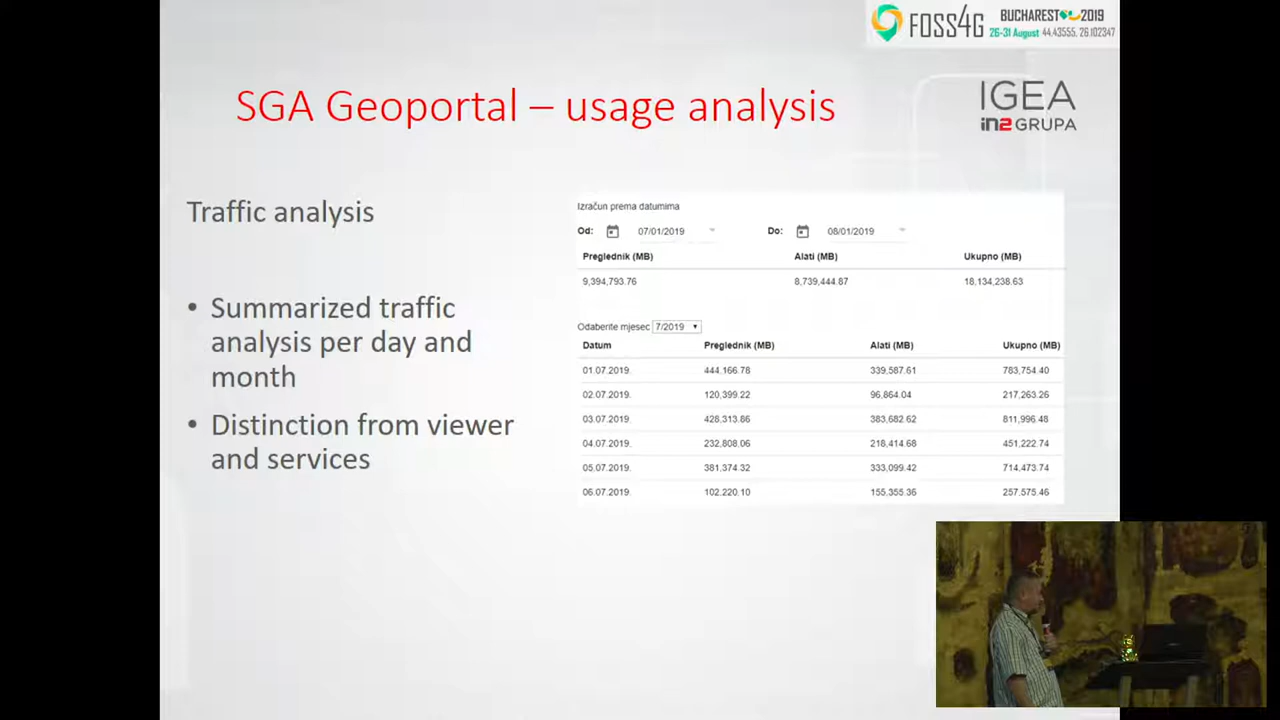 FOSS4G
BUCHAREST 2019
26-31 August 44.43555, 26.102347
SGA Geoportal – usage analysis
IGEA
in2 GRUPA
Traffic analysis
• Summarized traffic
analysis per day and
month
• Distinction from viewer
and services
Izračun prema datumima
Od: 07/01/2019 Do: 08/01/2019
Preglednik (MB) Alati (MB) Ukupno (MB)
9,394,793.76 8,739,444.87 18,134,238.63
Odaberite mjesec 7/2019
Datum Preglednik (MB) Alati (MB) Ukupno (MB)
01.07.2019. 444,166.78 339,587.61 783,754.40
02.07.2019. 120,399.22 96,864.04 217,263.26
03.07.2019. 428,313.86 383,682.62 811,996.48
04.07.2019. 232,808.06 218,414.68 451,222.74
05.07.2019. 381,374.32 333,099.42 714,473.74
06.07.2019. 102,220.10 155,355.36 257,575.46